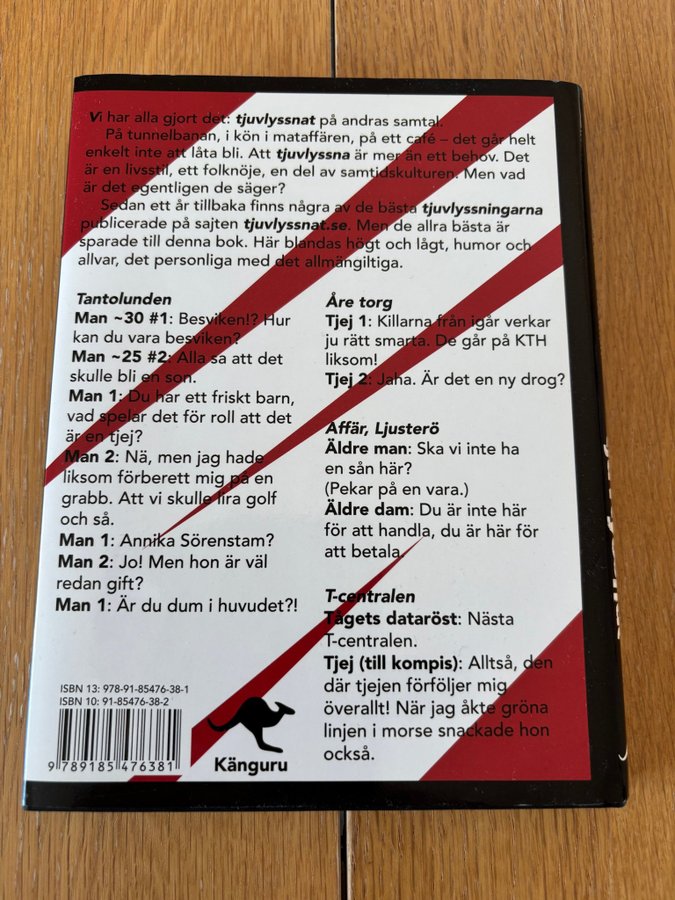 Vi har alla gjort det: tjuvlyssnat på andras samtal.
På tunnelbanan, i kön i mataffären, på ett café – det går helt
enkelt inte att låta bli. Att tjuvlyssna är mer än ett behov. Det
är en livsstil, ett folknöje, en del av samtidskulturen. Men vad
är det egentligen de säger?
Sedan ett år tillbaka finns några av de bästa tjuvlyssningarna
publicerade på sajten tjuvlyssnat.se. Men de allra bästa är
sparade till denna bok. Här blandas högt och lågt, humor och
allvar, det personliga med det allmängiltiga.
Tantolunden
Man ~30 #1: Besviken!? Hur
kan du vara besviken?
Man ~25 #2: Alla sa att det
skulle bli en son.
Man 1: Du har ett friskt barn,
vad spelar det för roll att det
är en tjej?
Man 2: Nä, men jag hade
liksom förberett mig på en
grabb. Att vi skulle lira golf
och så.
Man 1: Annika Sörenstam?
Man 2: Jo! Men hon är väl
redan gift?
Man 1: Är du dum i huvudet?!
Åre torg
Tjej 1: Killarna från igår verkar
ju rätt smarta. De går på KTH
liksom!
Tjej 2: Jaha. Är det en ny drog?
Affär, Ljusterö
Äldre man: Ska vi inte ha
en sån här?
(Pekar på en vara.)
Äldre dam: Du är inte här
för att handla, du är här för
att betala.
T-centralen
Tågets dataröst: Nästa
T-centralen.
Tjej (till kompis): Alltså, den
där tjejen förföljer mig
överallt! När jag åkte gröna
linjen i morse snackade hon
också.
ISBN 13: 978-91-85476-38-1
ISBN 10: 91-85476-38-2
9 789185 476381
Känguru